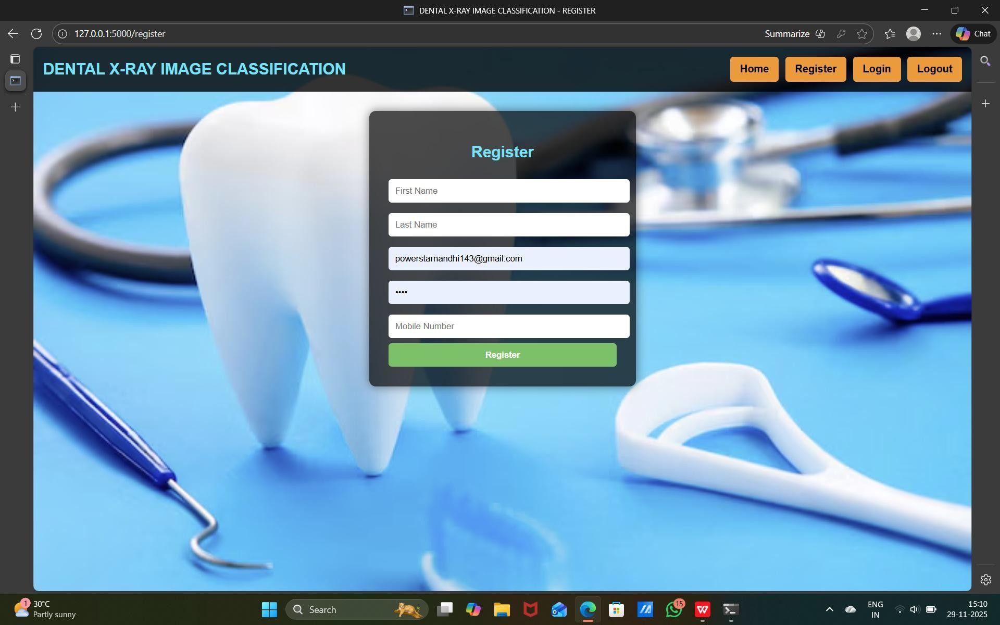 DENTAL X-RAY IMAGE CLASSIFICATION - REGISTER
127.0.0.1:5000/register
Summarize
Chat
DENTAL X-RAY IMAGE CLASSIFICATION
Home
Register
Login
Logout
Register
First Name
Last Name
powerstarnandhi143@gmail.com
••••
Mobile Number
Register
1
30°C
Partly sunny
Search
15
ENG
IN
15:10
29-11-2025